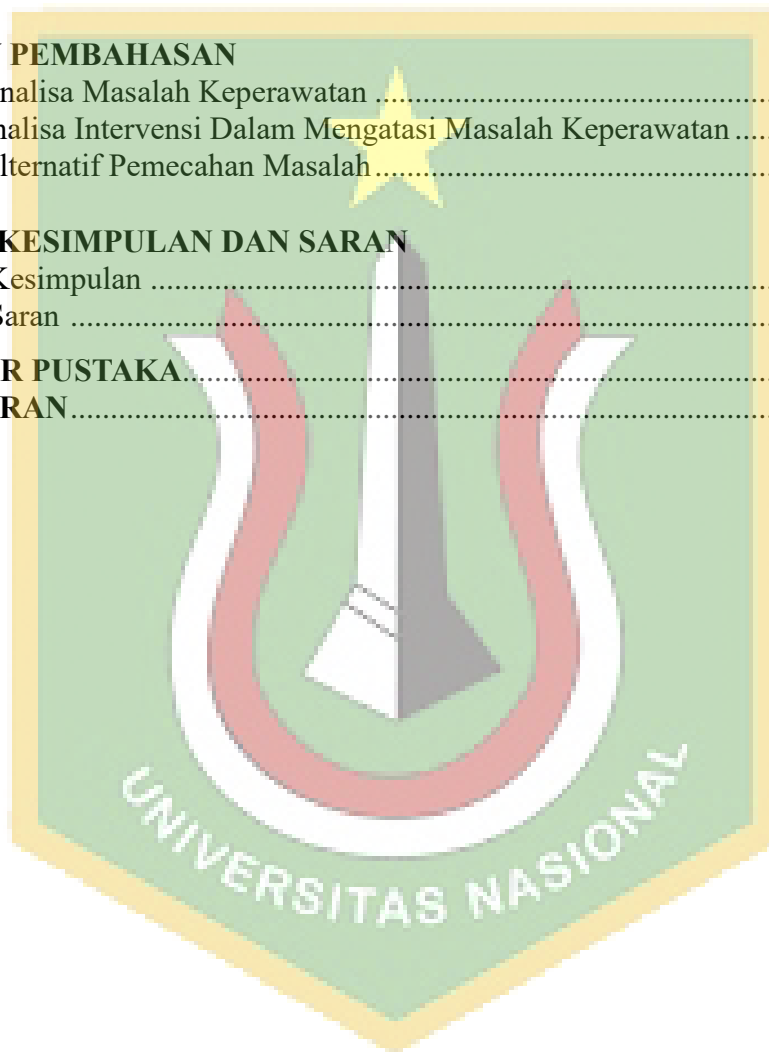 PEMBAHASAN
nalisa Masalah Keperawatan ................................................
nalisa Intervensi Dalam Mengatasi Masalah Keperawatan .....
lternatif Pemecahan Masalah ................................................
KESIMPULAN DAN SARAN
Kesimpulan ................................................................................
Saran ...........................................................................................
R PUSTAKA ...............................................................................
RAN .............................................................................................
UNIVERSITAS NASIONAL